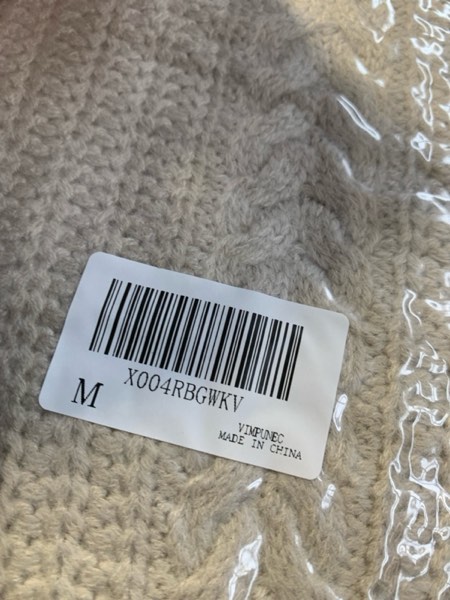 X004RBGWKV
M
VIMPUNEC
MADE IN CHINA